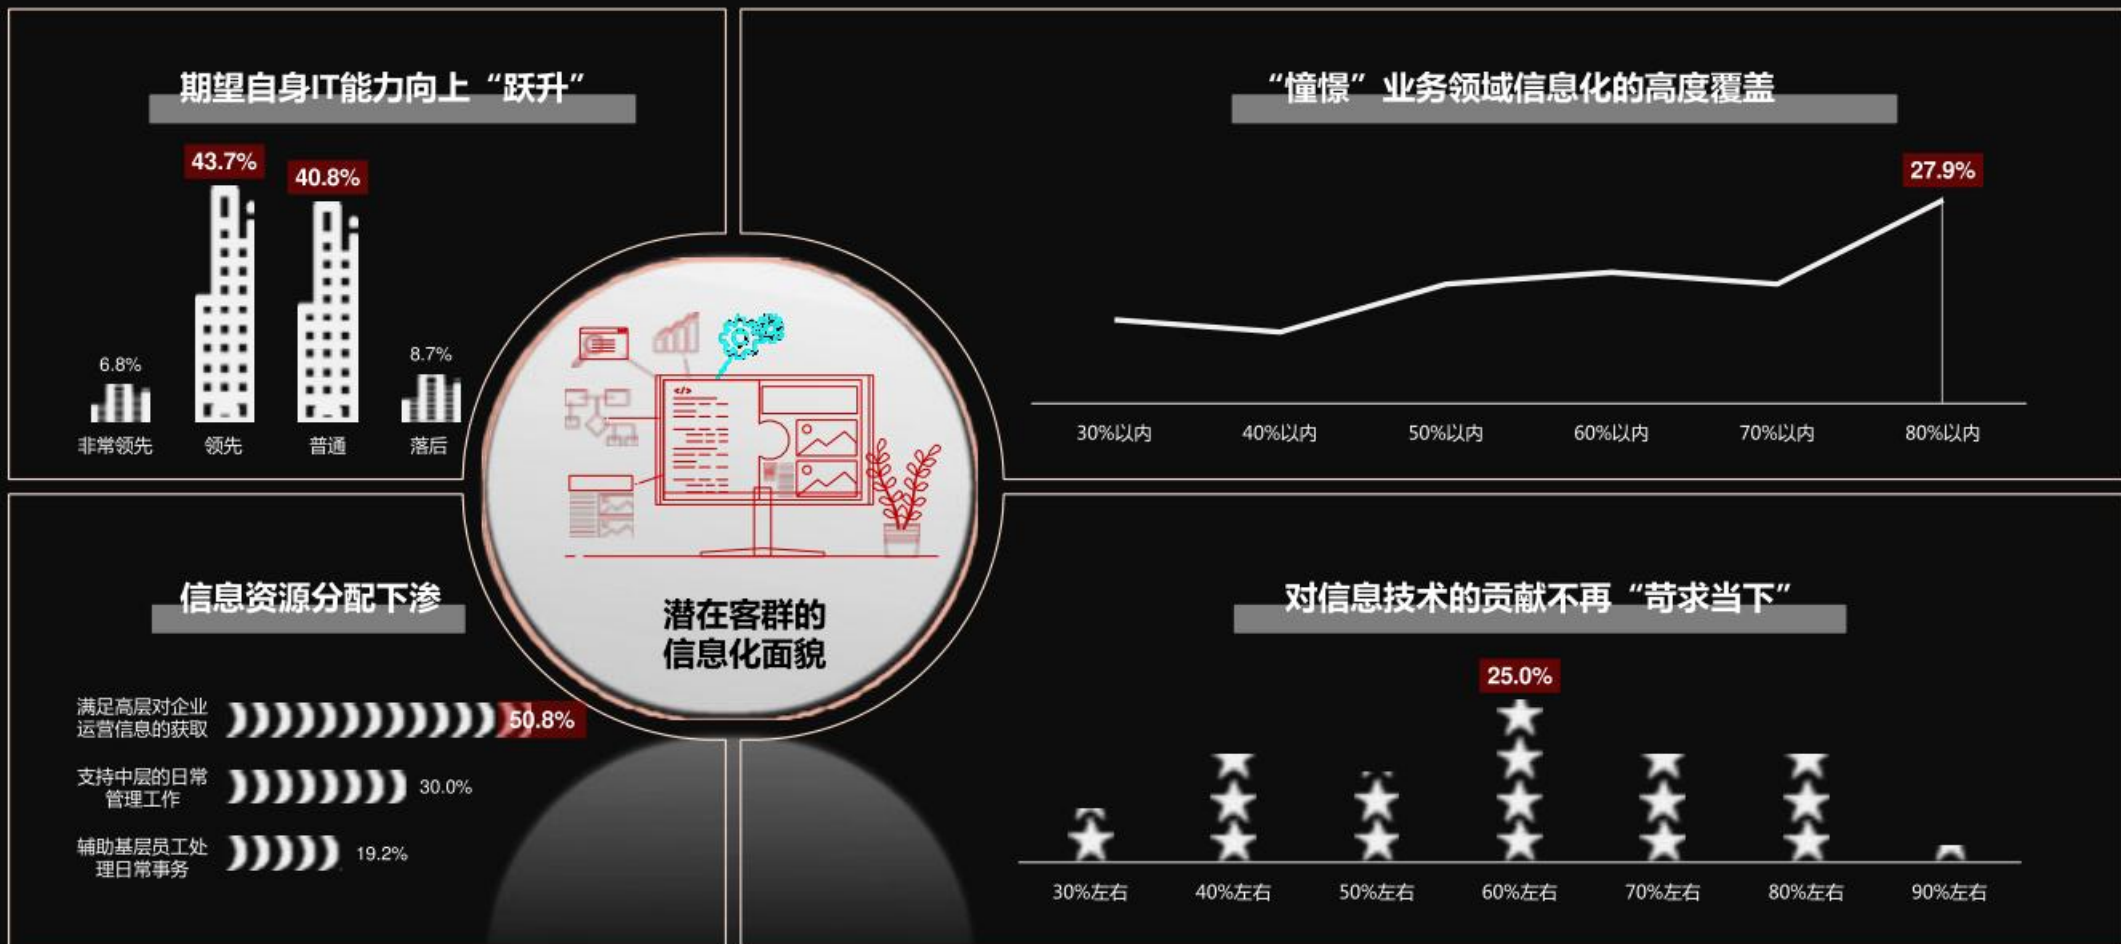 期望自身IT能力向上“跃升”
43.7%
40.8%
6.8%
8.7%
非常领先
领先
普通
落后
“憧憬”业务领域信息化的高度覆盖
27.9%
30%以内
40%以内
50%以内
60%以内
70%以内
80%以内
</>
潜在客群的
信息化面貌
信息资源分配下渗
满足高层对企业
运营信息的获取
50.8%
支持中层的日常
管理工作
30.0%
辅助基层员工处
理日常事务
19.2%
对信息技术的贡献不再“苛求当下”
25.0%
30%左右
40%左右
50%左右
60%左右
70%左右
80%左右
90%左右